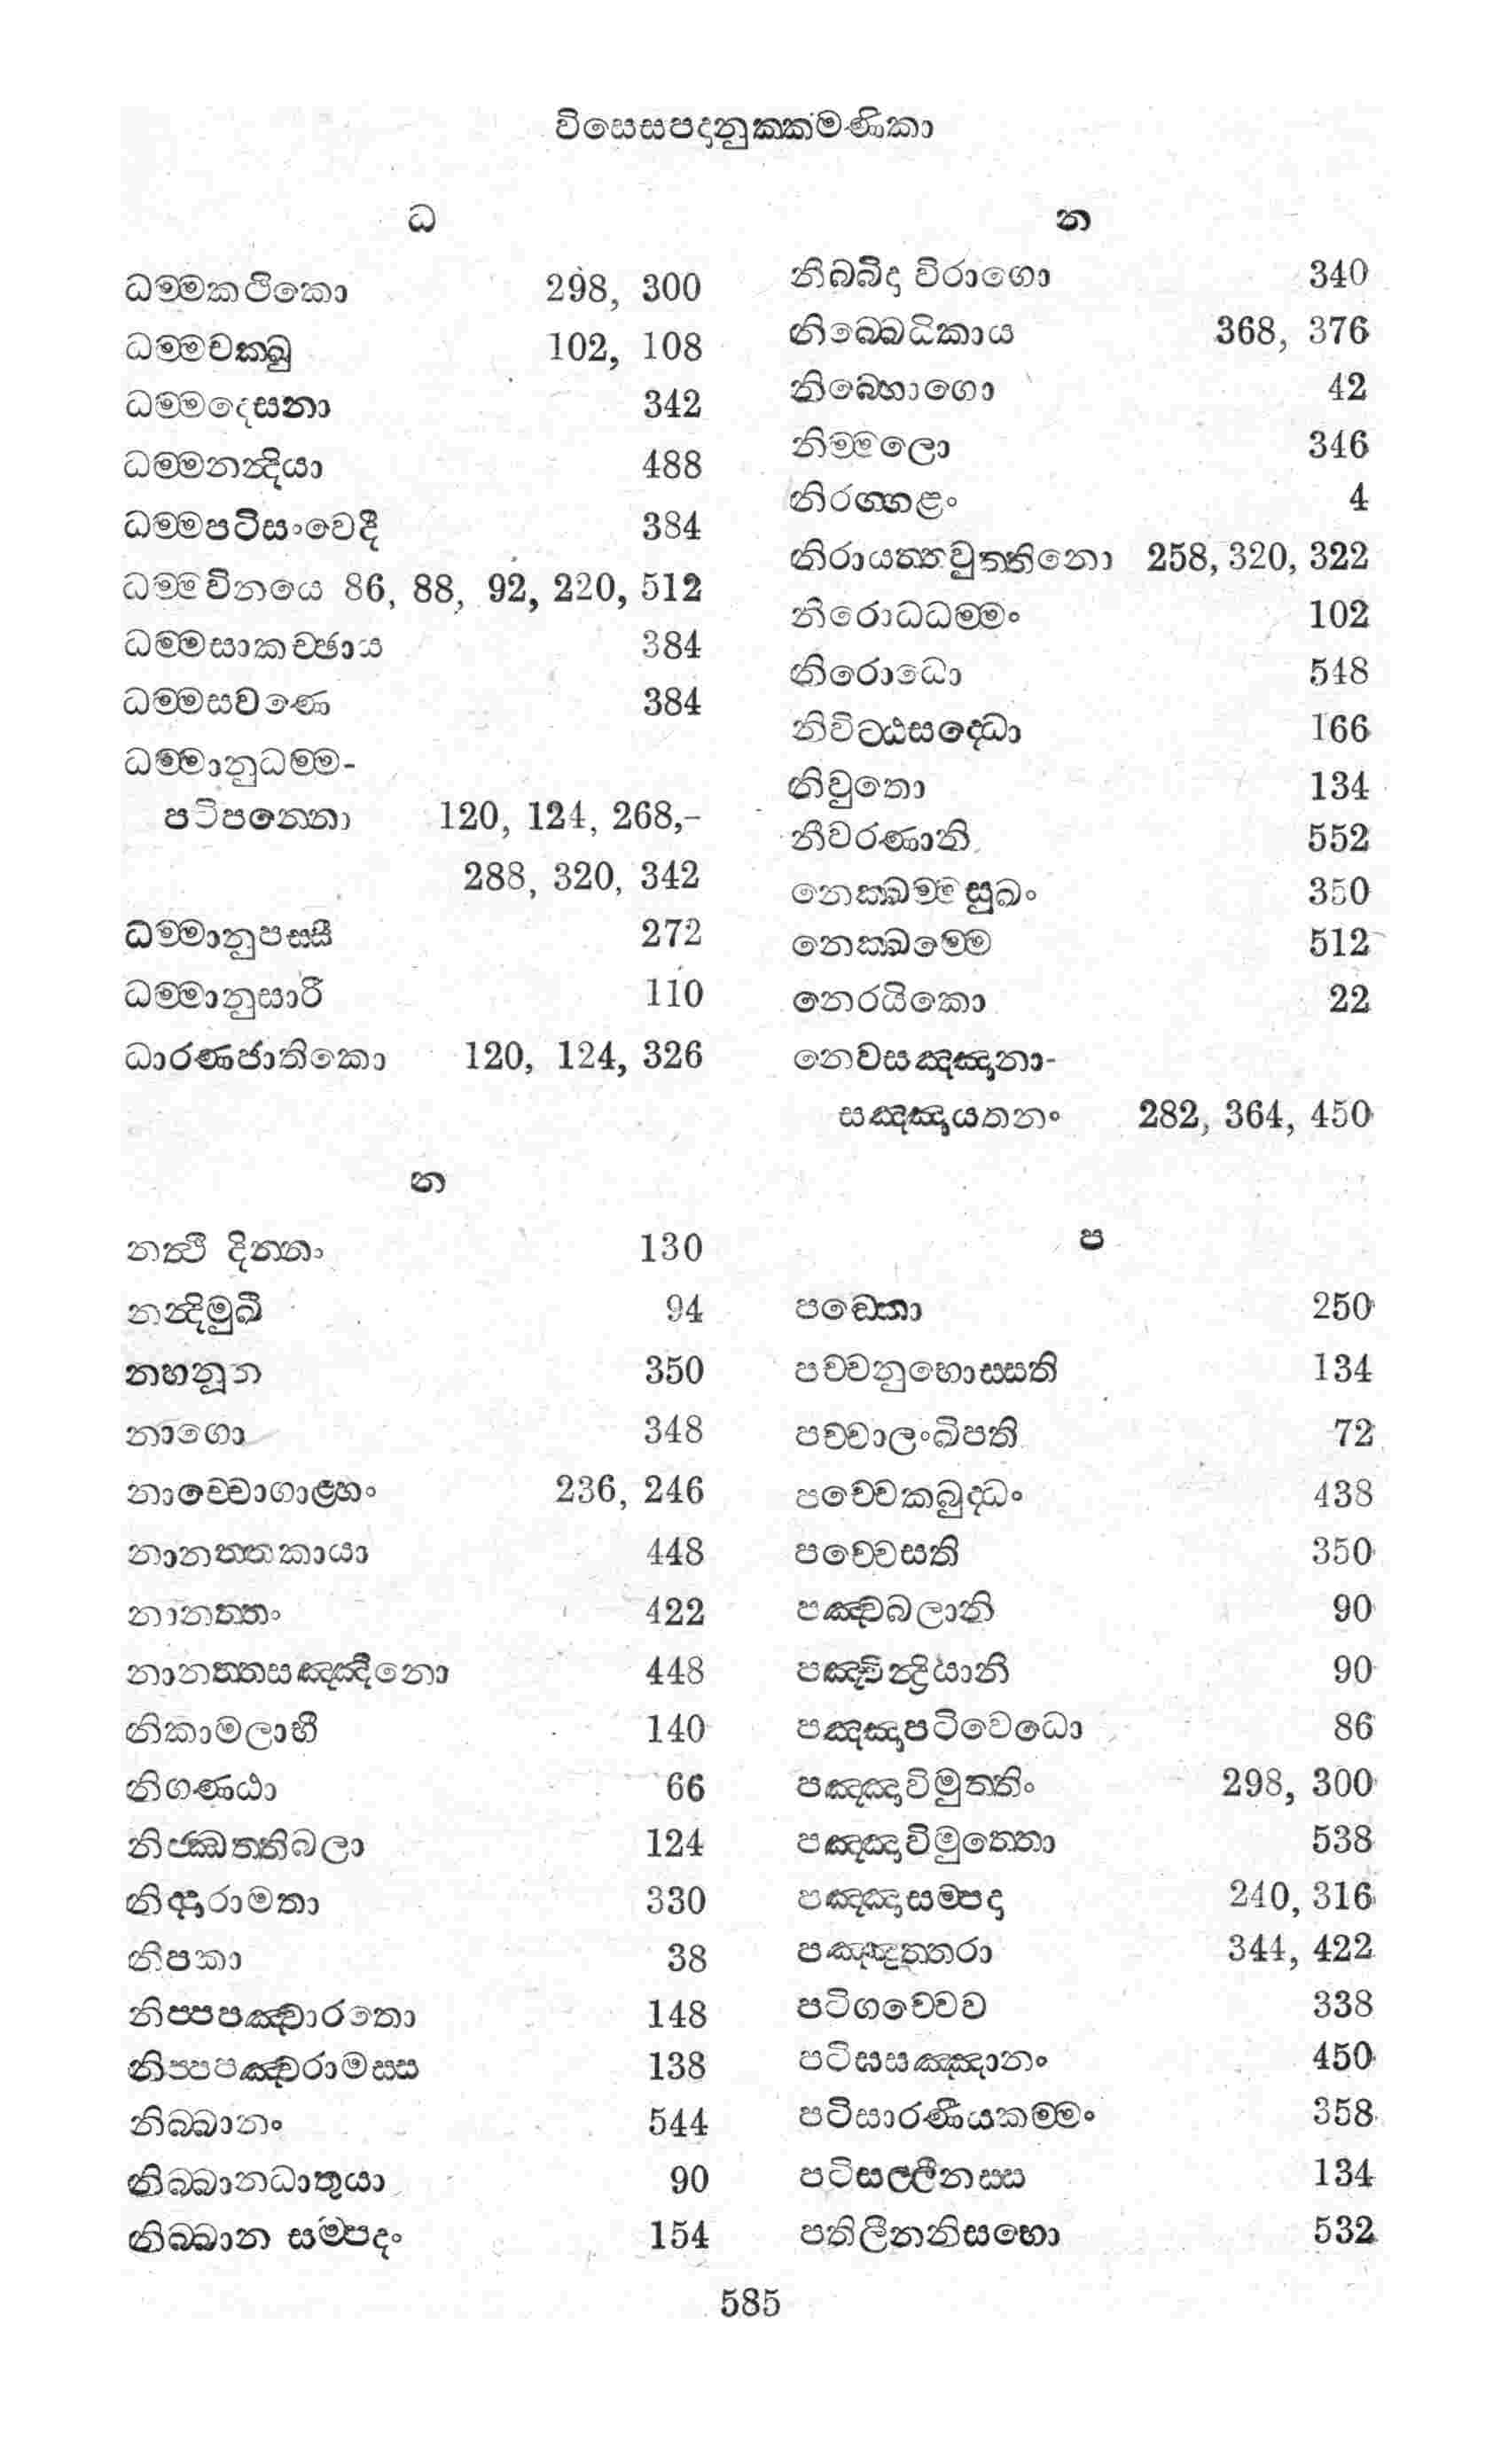 විසෙසපදානුක‍්කමණිකා
ධ
ධම‍්මකථිකො 298, 300
ධම‍්මචක‍්ඛු 102, 108
ධම‍්මදෙසනා 342
ධම‍්මනන්‍දියා 488
ධම‍්මපටිසංවෙදී 384
ධම‍්මවිනයෙ 86, 88, 92, 220, 512
ධම‍්මසාකච‍්ඡාය 384
ධම‍්මසවණෙ 384
ධම‍්මානුධම‍්ම-
පටිපන‍්නො 120, 124, 268,-
288, 320, 342
ධම‍්මානුපස‍්සී 272
ධම‍්මානුසාරී 110
ධාරණජාතිකො 120, 124, 326
න
නත්‍ථි දින‍්නං 130
නන්‍දිමුඛී 94
නහනූන 350
නාගො 348
නාච‍්චොගාළ‍්හං 236, 246
නානත‍්තකායා 448
නානත‍්තං 422
නානත‍්තසඤ‍්ඤිනො 448
නිකාමලාභී 140
නිගණ‍්ඨා 66
නිජ‍්ඣත‍්තිබලා 124
නිද‍්දාරාමතා 330
නිපකා 38
නිප‍්පපඤ‍්චාරතො 148
නිප‍්පපඤ‍්චරාමස‍්ස 138
නිබ‍්බානං 544
නිබ‍්බානධාතුයා 90
නිබ‍්බාන සම‍්පදං 154
න
නිබ‍්බිදා විරාගො 340
නිබ‍්බෙධිකාය 368, 376
නිබ‍්භොගො 42
නිම‍්මලො 346
නිරග‍්ගළං 4
නිරායත‍්තවුත‍්තිනො 258, 320, 322
නිරොධධම‍්මං 102
නිරොධො 548
නිවිට‍්ඨසද‍්ධො 166
නිවුතො 134
නීවරණානි 552
නෙක‍්ඛම‍්මසුඛං 350
නෙක‍්ඛම‍්මෙ 512
නෙරයිකො 22
නෙවසඤ‍්ඤානා-
සඤ‍්ඤායතනං 282, 364, 450
ප
පඞ‍්කො 250
පච‍්චනුභොස‍්සති 134
පච‍්චාලංඛිපති 72
පච‍්චෙකබුද‍්ධං 438
පච‍්චෙසති 350
පඤ‍්චබලානි 90
පඤ‍්චින්‍ද්‍රියානි 90
පඤ‍්ඤාපටිවෙධො 86
පඤ‍්ඤාවිමුත‍්තිං 298, 300
පඤ‍්ඤාවිමුත‍්තො 538
පඤ‍්ඤාසම‍්පදා 240, 316
පඤ‍්ඤුත‍්තරා 344, 422
පටිගච‍්චෙව 338
පටිඝසඤ‍්ඤානං 450
පටිසාරණීයකම‍්මං 358
පටිසල‍්ලීනස‍්ස 134
පතිලීනනිසභො 532
585